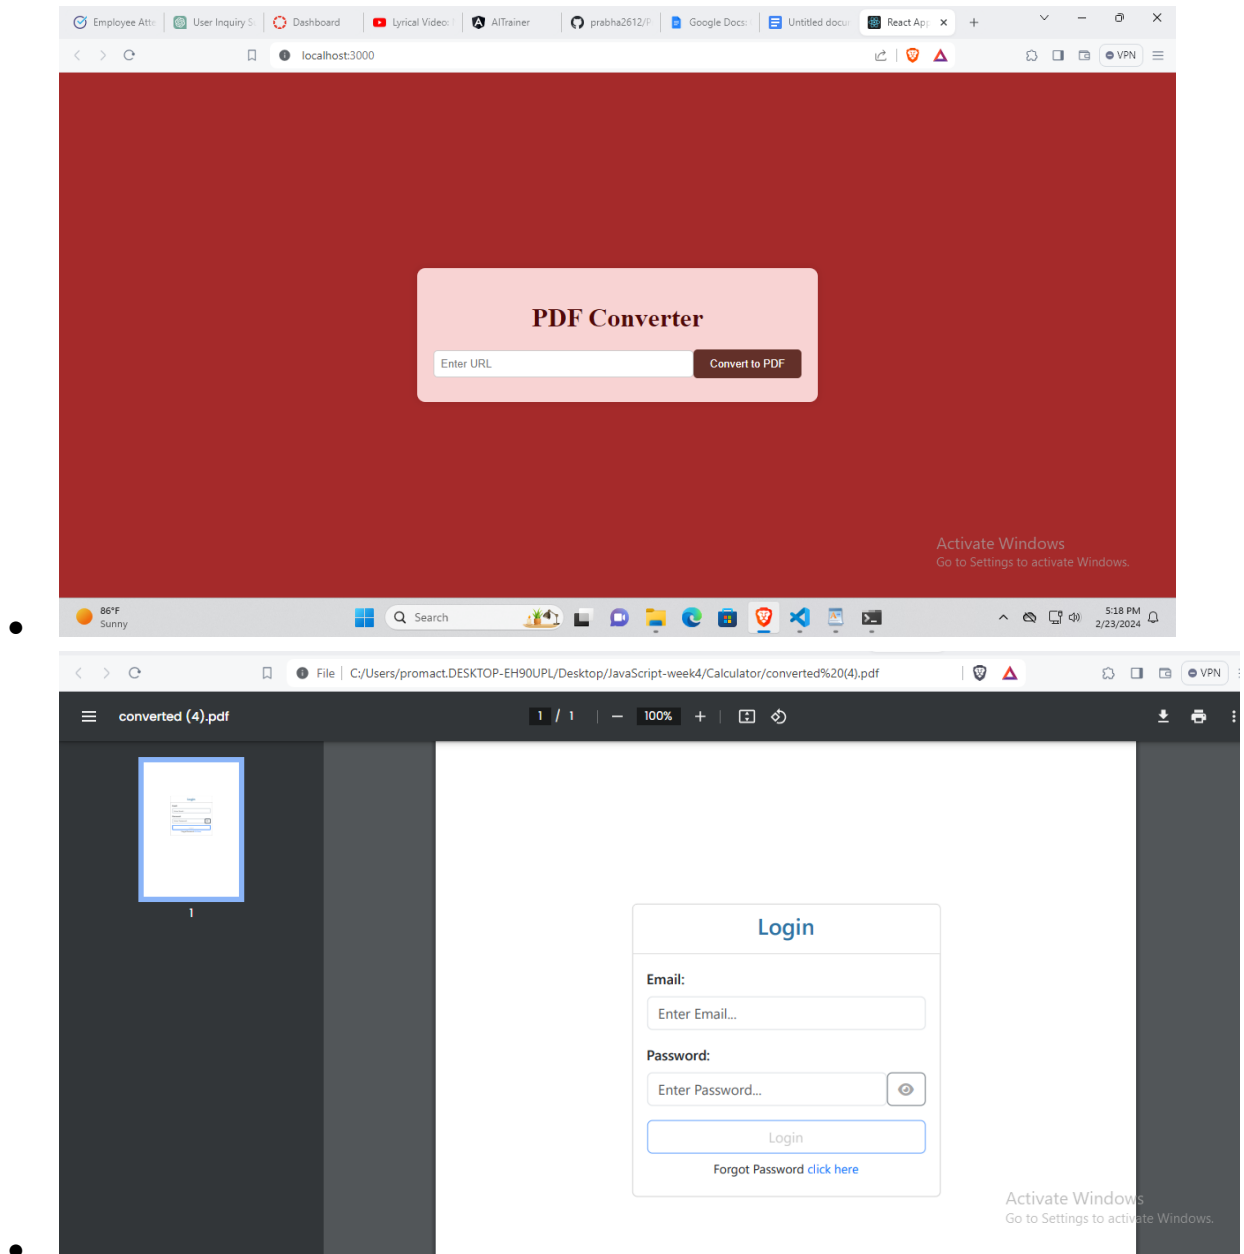 Employee Atte
User Inquiry S
Dashboard
Lyrical Video:
AITrainer
prabha2612/P
Google Docs:
Untitled docu
React App
localhost:3000
VPN
PDF Converter
Enter URL
Convert to PDF
Activate Windows
Go to Settings to activate Windows.
86°F
Sunny
Search
5:18 PM
2/23/2024
File
C:/Users/promact.DESKTOP-EH90UPL/Desktop/JavaScript-week4/Calculator/converted%20(4).pdf
VPN
converted (4).pdf
1 / 1
100%
1
Login
Email:
Enter Email...
Password:
Enter Password...
Login
Forgot Password click here
Activate Windows
Go to Settings to activate Windows.